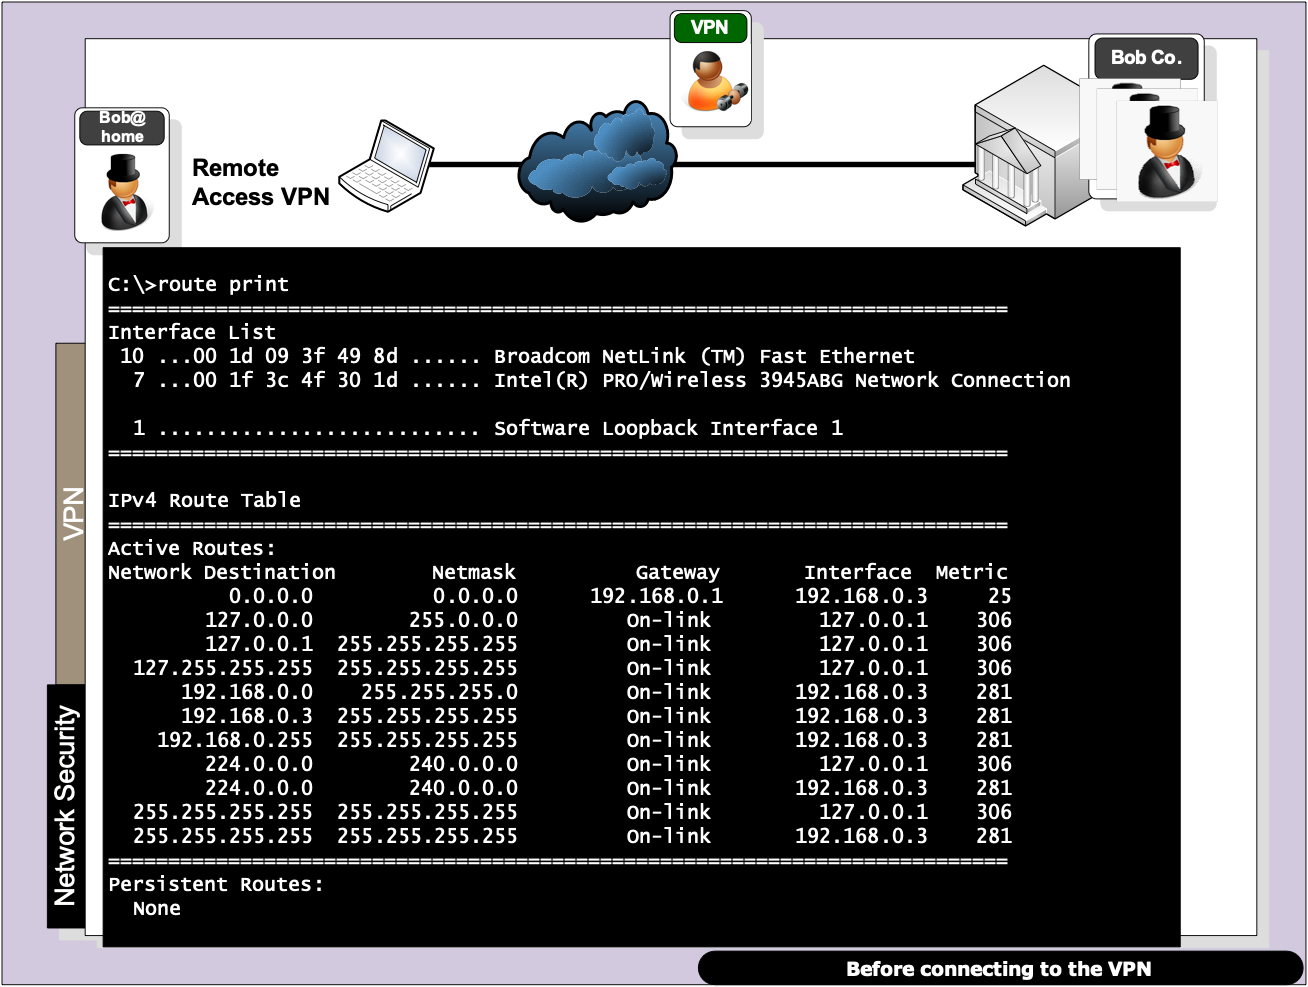 VPN
Bob Co.
Bob@
home
Remote
Access VPN
C:\>route print
===========================================================================
Interface List
10 ...00 1d 09 3f 49 8d ...... Broadcom NetLink (TM) Fast Ethernet
7 ...00 1f 3c 4f 30 1d ...... Intel(R) PRO/Wireless 3945ABG Network Connection
1 ........................... Software Loopback Interface 1
===========================================================================
IPv4 Route Table
===========================================================================
Active Routes:
Network Destination Netmask Gateway Interface Metric
0.0.0.0 0.0.0.0 192.168.0.1 192.168.0.3 25
127.0.0.0 255.0.0.0 On-link 127.0.0.1 306
127.0.0.1 255.255.255.255 On-link 127.0.0.1 306
127.255.255.255 255.255.255.255 On-link 127.0.0.1 306
192.168.0.0 255.255.255.0 On-link 192.168.0.3 281
192.168.0.3 255.255.255.255 On-link 192.168.0.3 281
192.168.0.255 255.255.255.255 On-link 192.168.0.3 281
224.0.0.0 240.0.0.0 On-link 127.0.0.1 306
224.0.0.0 240.0.0.0 On-link 192.168.0.3 281
255.255.255.255 255.255.255.255 On-link 127.0.0.1 306
255.255.255.255 255.255.255.255 On-link 192.168.0.3 281
===========================================================================
Persistent Routes:
None
VPN
Network Security
Before connecting to the VPN